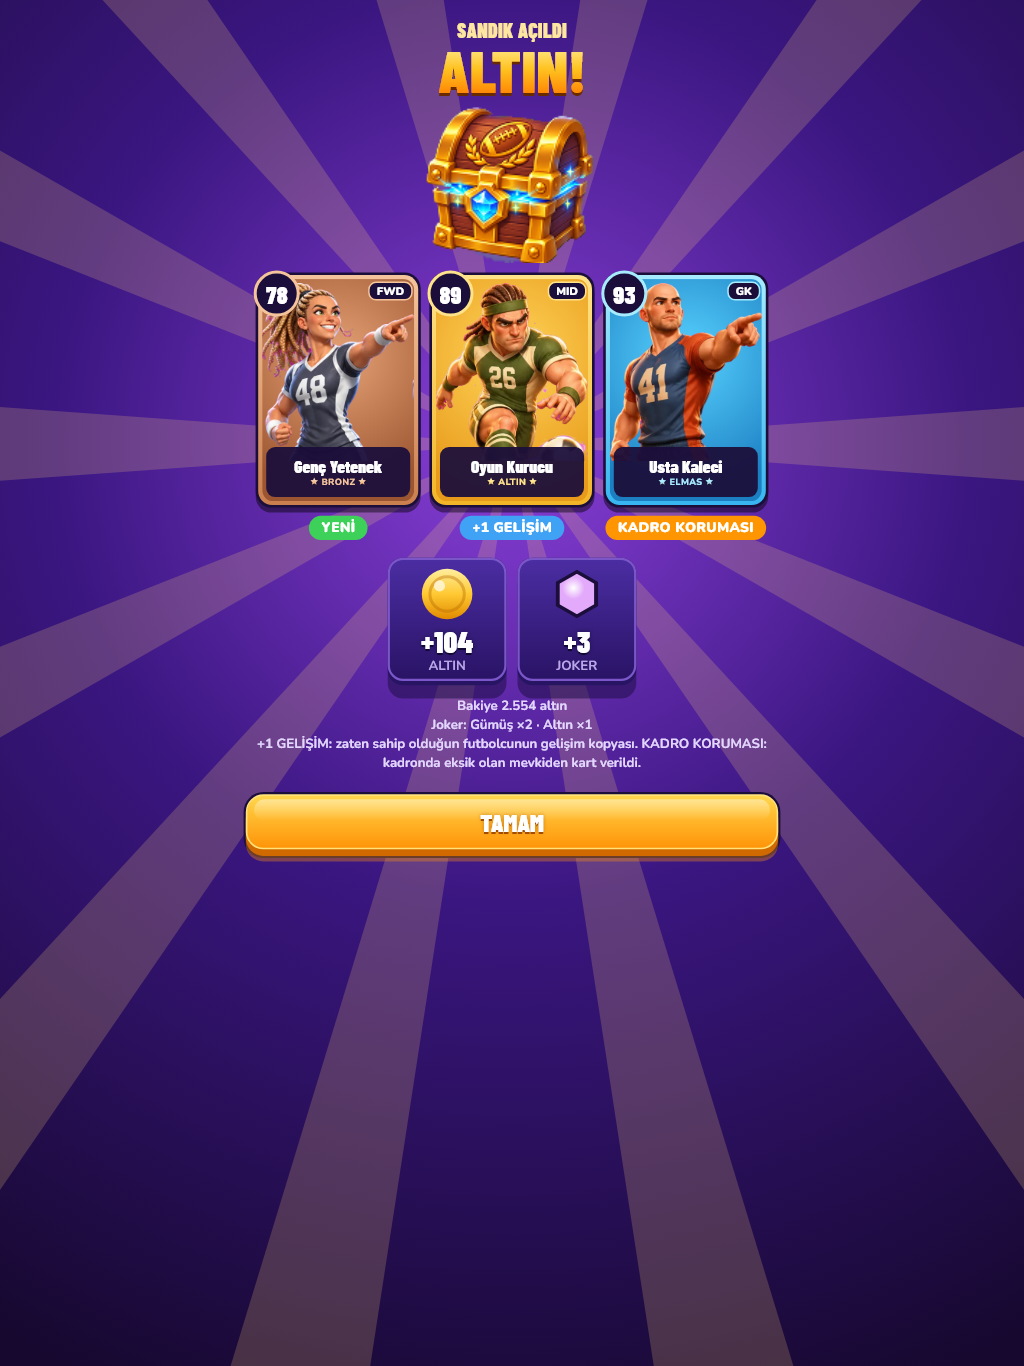 SANDIK AÇILDI
ALTIN!
78
FWD
89
MID
93
GK
48
26
41
Genç Yetenek
★ BRONZ ★
Oyun Kurucu
★ ALTIN ★
Usta Kaleci
★ ELMAS ★
YENİ
+1 GELİŞİM
KADRO KORUMASI
+104
ALTIN
+3
JOKER
Bakiye 2.554 altın
Joker: Gümüş ×2 · Altın ×1
+1 GELİŞİM: zaten sahip olduğun futbolcunun gelişim kopyası. KADRO KORUMASI:
kadronda eksik olan mevkiden kart verildi.
TAMAM